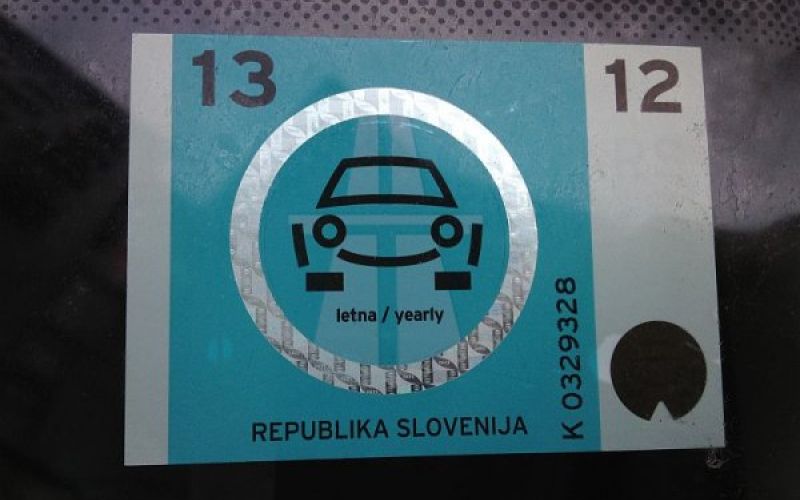 13
12
letna / yearly
K 0329328
REPUBLIKA SLOVENIJA